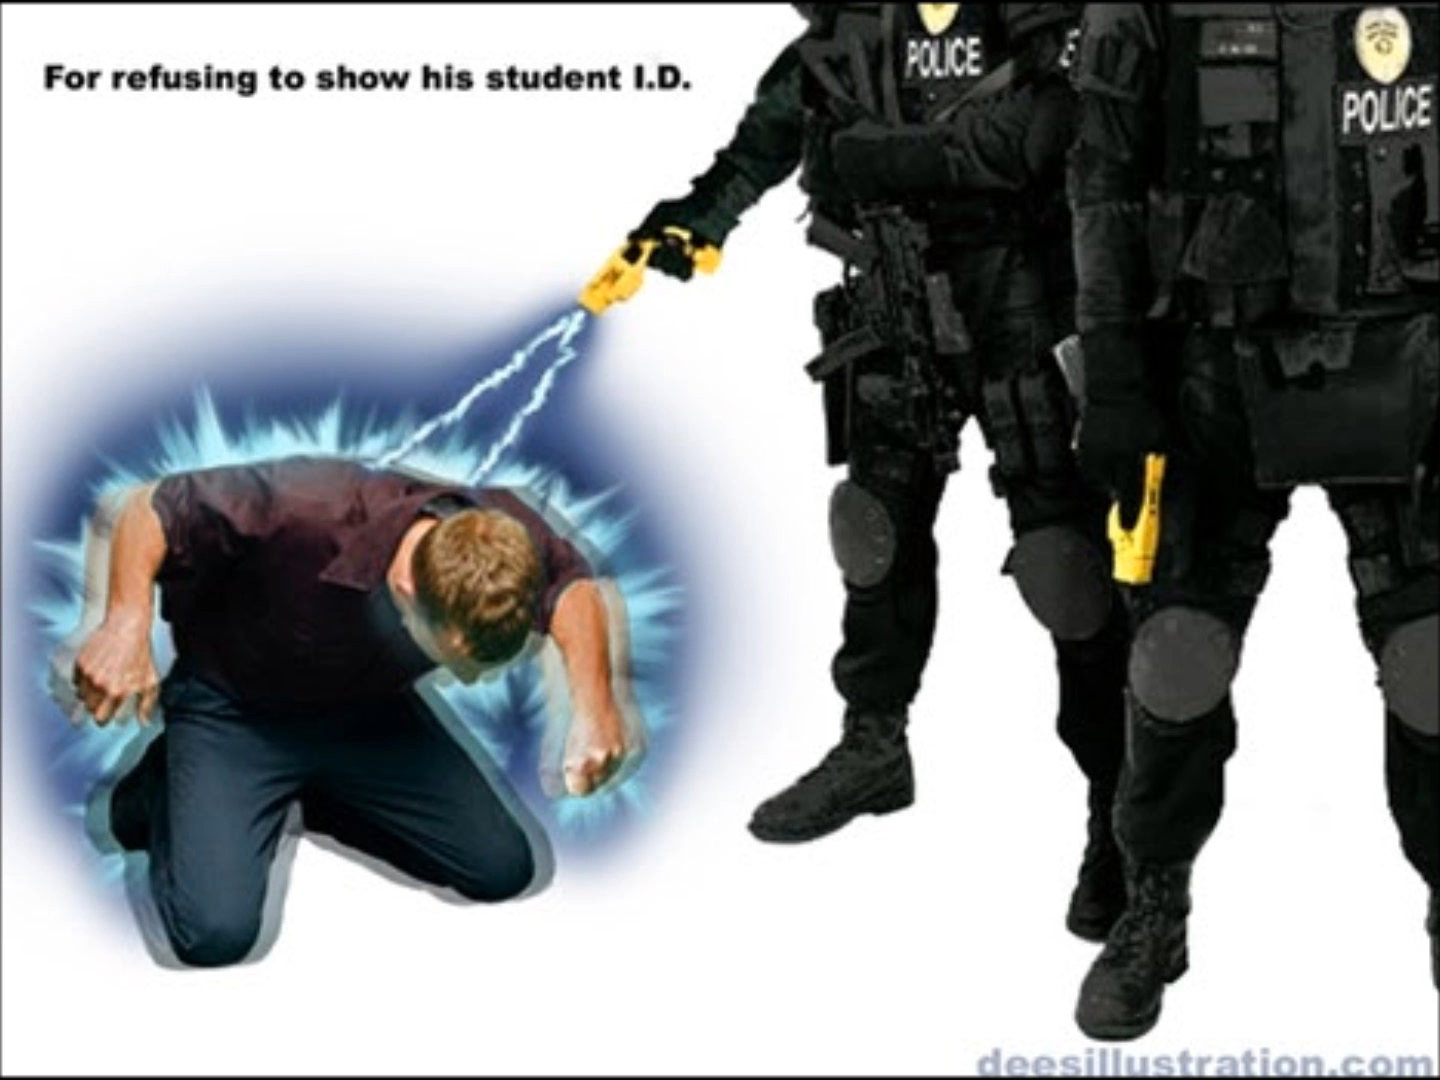 For refusing to show his student I.D.
POLICE
POLICE
deesillustration.com